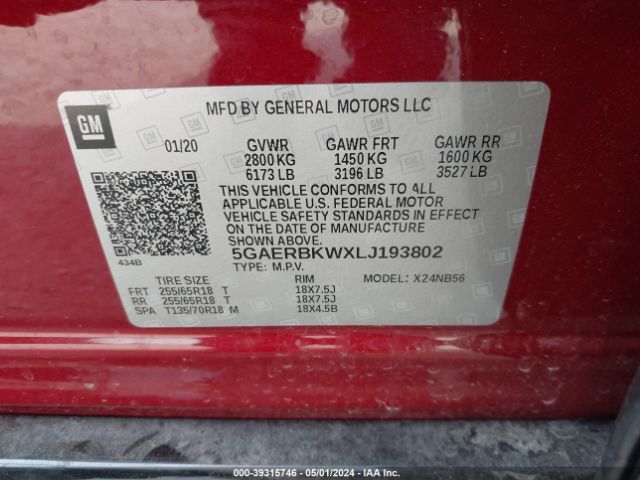 GM
MFD BY GENERAL MOTORS LLC
01/20 GVWR GAWR FRT GAWR RR
2800 KG 1450 KG 1600 KG
6173 LB 3196 LB 3527 LB
THIS VEHICLE CONFORMS TO ALL
APPLICABLE U.S. FEDERAL MOTOR
VEHICLE SAFETY STANDARDS IN EFFECT
ON THE DATE OF MANUFACTURE
SHOWN ABOVE.
434B 5GAERBKWXLJ193802
TYPE: M.P.V. MODEL: X24NB56
TIRE SIZE RIM
FRT 255/65R18 T 18X7.5J
RR 255/65R18 T 18X7.5J
SPA T135/70R18 M 18X4.5B
000-39315746 - 05/01/2024 - IAA Inc.